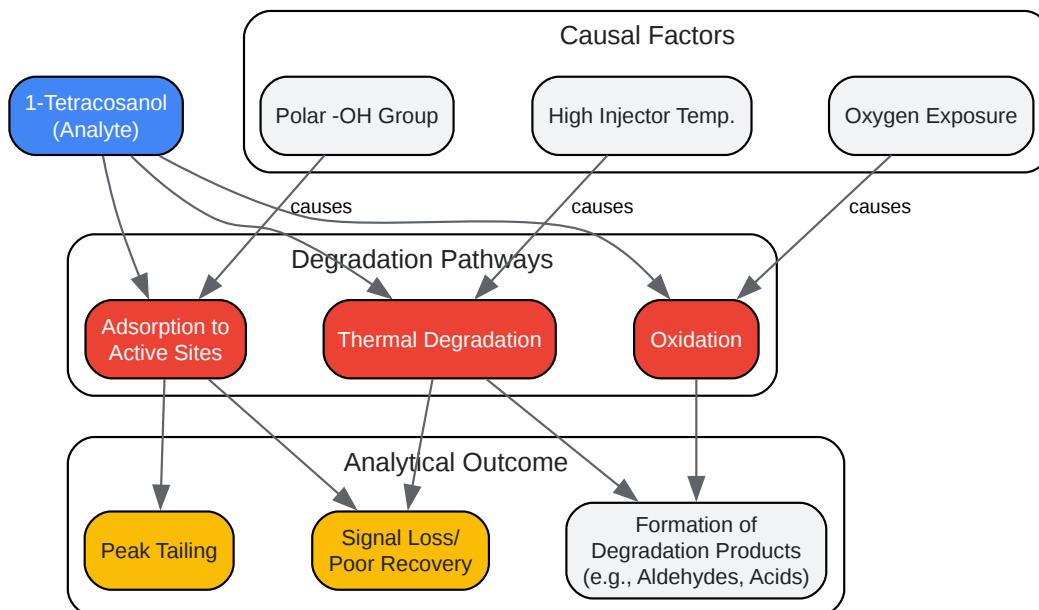 Causal Factors
1-Tetracosanol
(Analyte)
Polar -OH Group
High Injector Temp.
Oxygen Exposure
causes
causes
causes
Degradation Pathways
Adsorption to
Active Sites
Thermal Degradation
Oxidation
Analytical Outcome
Peak Tailing
Signal Loss/
Poor Recovery
Formation of
Degradation Products
(e.g., Aldehydes, Acids)